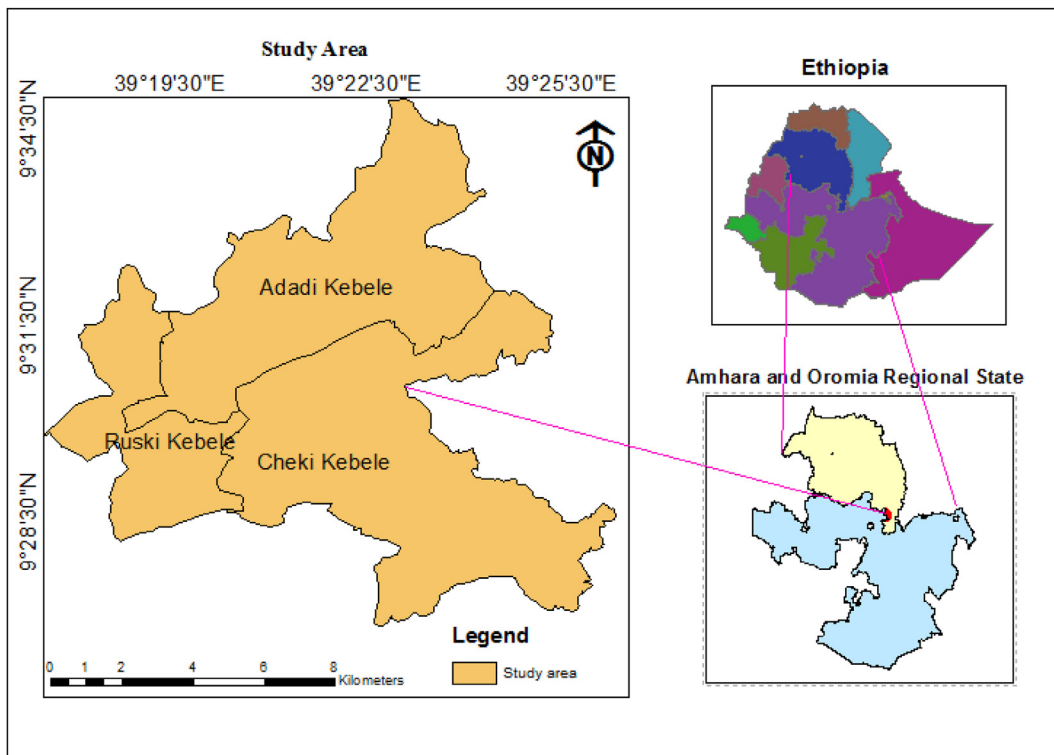 Study Area
39°19'30"E 39°22'30"E 39°25'30"E
9°34'30"N
9°31'30"N
9°28'30"N
N
Adadi Kebele
Ruski Kebele
Cheki Kebele
Legend
Study area
0 1 2 4 6 8
Kilometers
Ethiopia
Amhara and Oromia Regional State